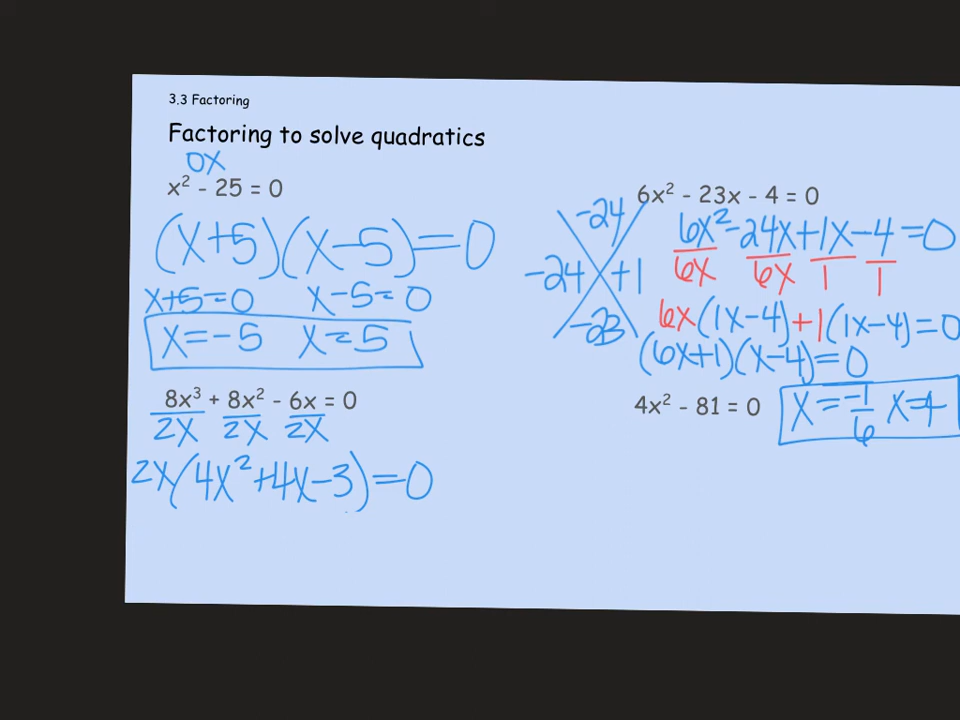 3.3 Factoring
Factoring to solve quadratics
0x
x² - 25 = 0
(x+5)(x-5)=0
x+5=0 x-5=0
x=-5 x=5
8x³ + 8x² - 6x = 0
2x 2x 2x
2x(4x²+4x-3)=0
6x² - 23x - 4 = 0
-24
-24 +1
-23
6x²-24x+1x-4=0
6x 6x 1 1
6x(1x-4)+1(1x-4)=0
(6x+1)(x-4)=0
4x² - 81 = 0
x=-1/6 x=4